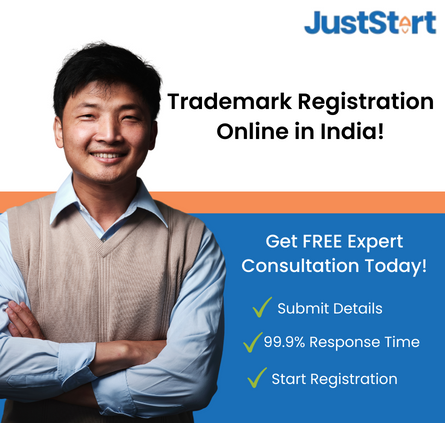 JustStart
Trademark Registration
Online in India!
Get FREE Expert
Consultation Today!
Submit Details
99.9% Response Time
Start Registration